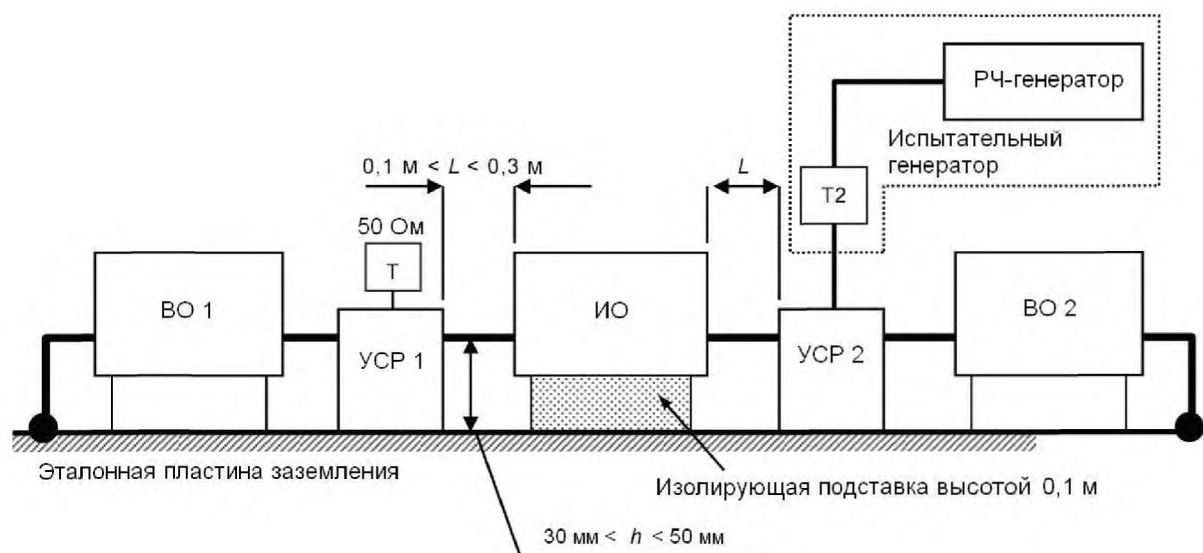 РЧ-генератор
Испытательный
генератор
0,1 м < L < 0,3 м
L
T2
50 Ом
T
ВО 1
ИО
ВО 2
УСР 1
УСР 2
Эталонная пластина заземления
Изолирующая подставка высотой 0,1 м
30 мм < h < 50 мм